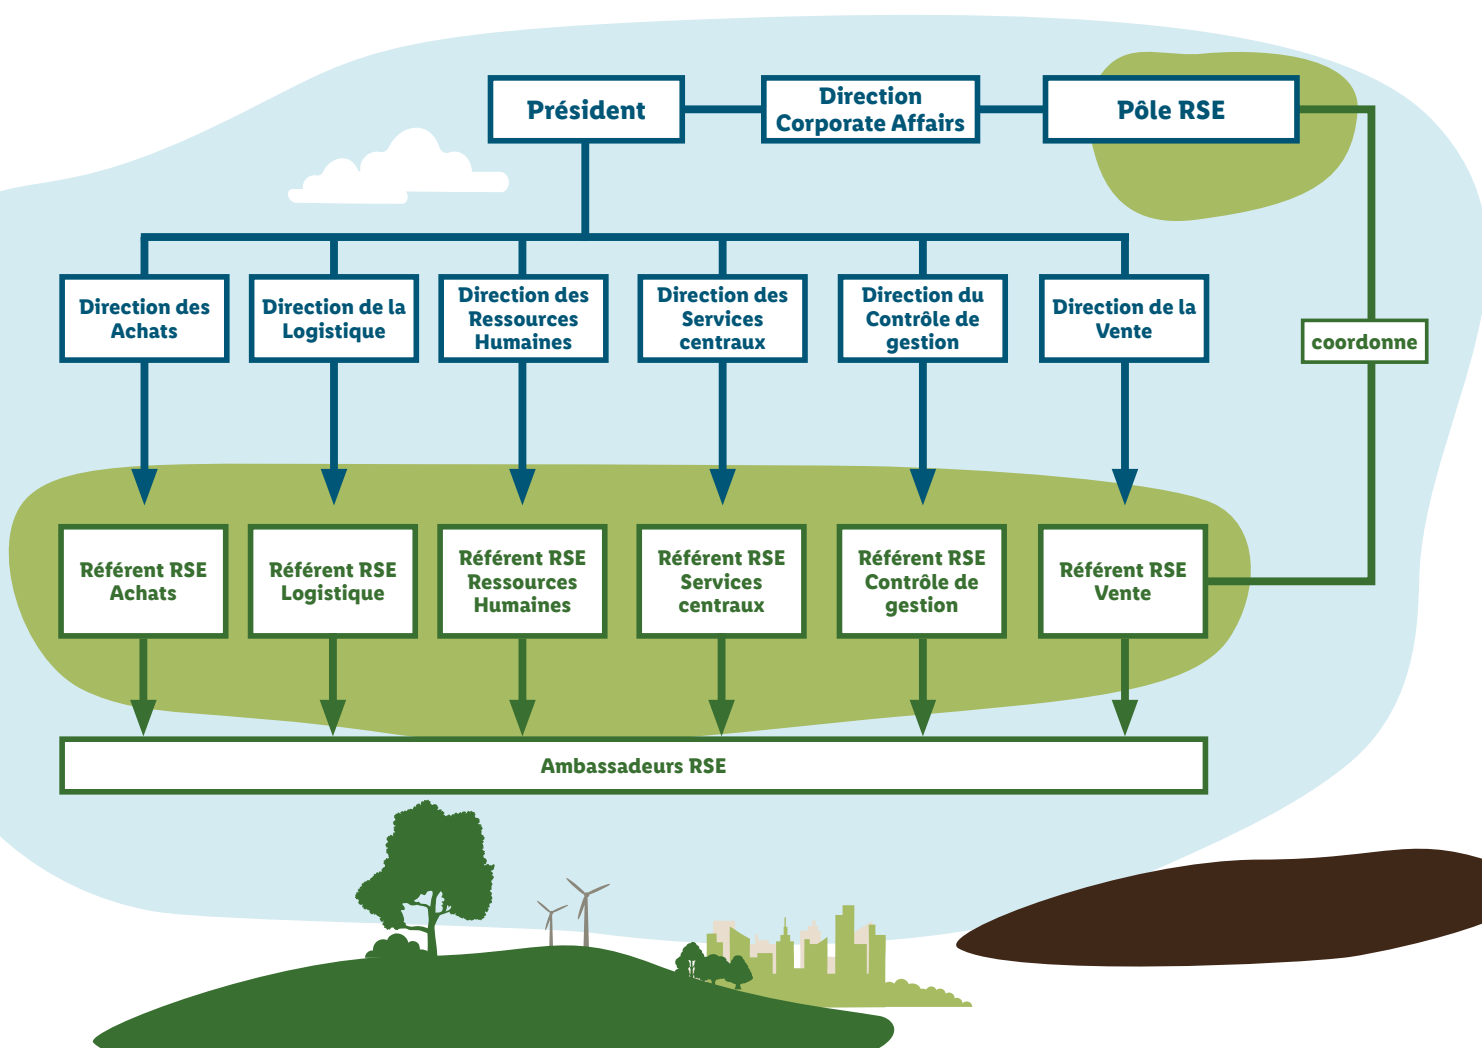 Président
Direction
Corporate Affairs
Pôle RSE
Direction des
Achats
Direction de la
Logistique
Direction des
Ressources
Humaines
Direction des
Services
centraux
Direction du
Contrôle de
gestion
Direction de la
Vente
coordonne
Référent RSE
Achats
Référent RSE
Logistique
Référent RSE
Ressources
Humaines
Référent RSE
Services
centraux
Référent RSE
Contrôle de
gestion
Référent RSE
Vente
Ambassadeurs RSE